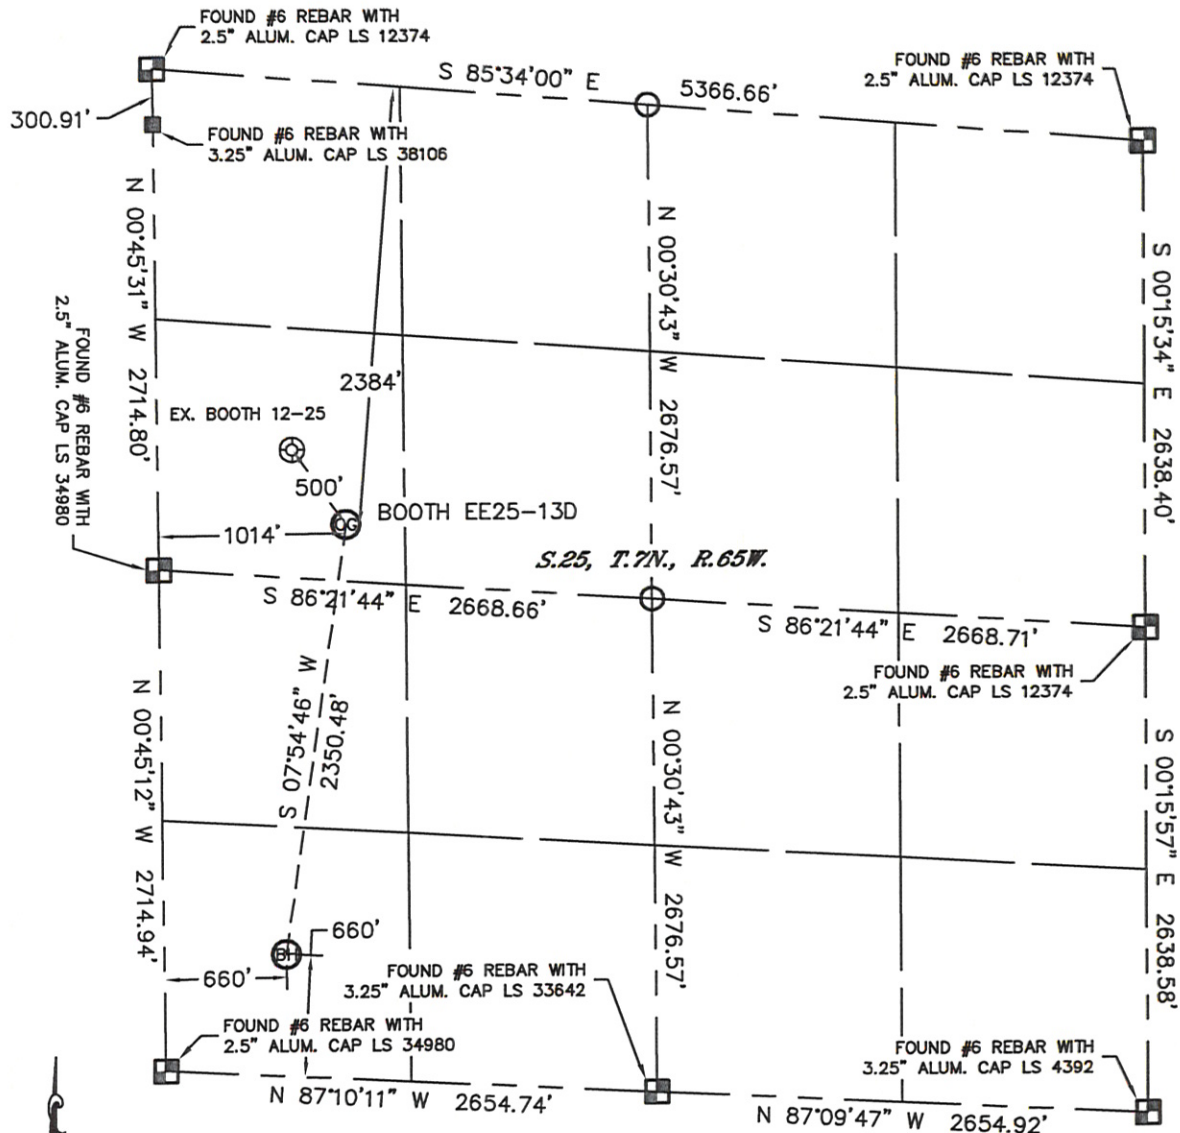 FOUND #6 REBAR WITH
2.5" ALUM. CAP LS 12374
S 85°34'00" E 5366.66'
FOUND #6 REBAR WITH
2.5" ALUM. CAP LS 12374
300.91'
FOUND #6 REBAR WITH
3.25" ALUM. CAP LS 38106
N 00°45'31" W 2714.80'
N 00°30'43" W 2676.57'
S 00°15'34" E 2638.40'
FOUND #6 REBAR WITH
2.5" ALUM. CAP LS 34980
2384'
EX. BOOTH 12-25
500'
OG
BOOTH EE25-13D
1014'
S.25, T.7N., R.65W.
S 86°21'44" E 2668.66'
S 86°21'44" E 2668.71'
FOUND #6 REBAR WITH
2.5" ALUM. CAP LS 12374
N 00°45'12" W 2714.94'
S 07°54'46" W
2350.48'
N 00°30'43" W 2676.57'
S 00°15'57" E 2638.58'
BH
660'
660'
FOUND #6 REBAR WITH
3.25" ALUM. CAP LS 33642
FOUND #6 REBAR WITH
2.5" ALUM. CAP LS 34980
FOUND #6 REBAR WITH
3.25" ALUM. CAP LS 4392
N 87°10'11" W 2654.74'
N 87°09'47" W 2654.92'